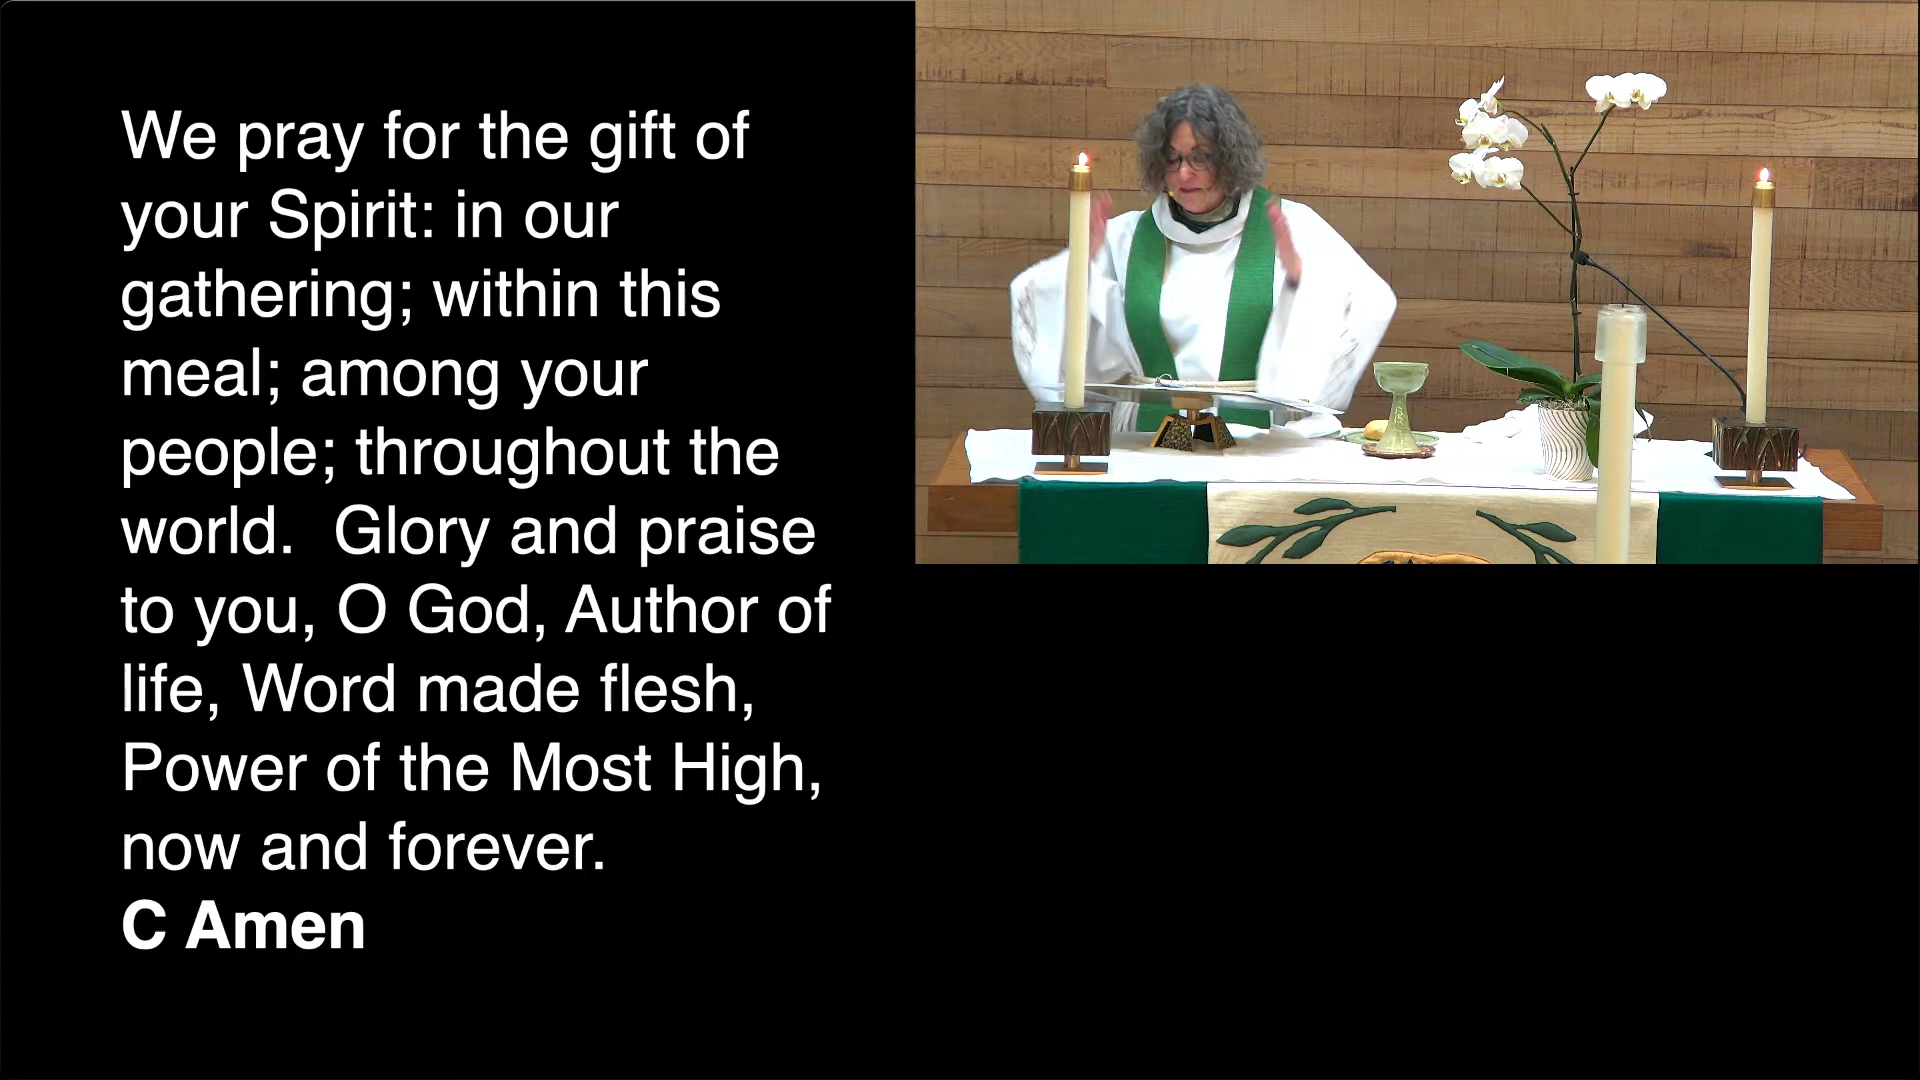 We pray for the gift of
your Spirit: in our
gathering; within this
meal; among your
people; throughout the
world.  Glory and praise
to you, O God, Author of
life, Word made flesh,
Power of the Most High,
now and forever.
C Amen